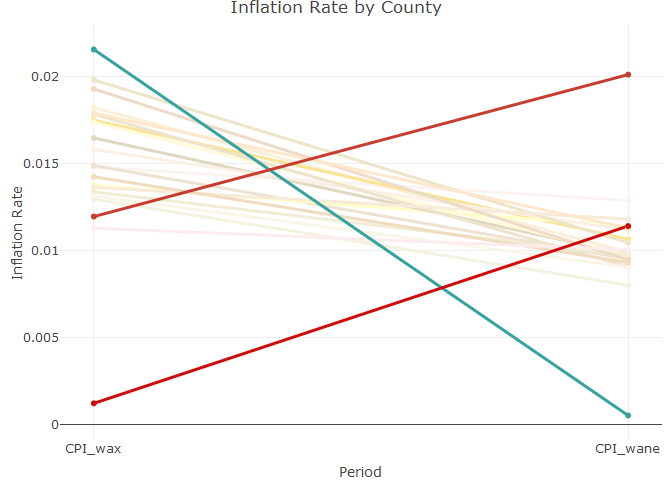 Inflation Rate by County
Inflation Rate
0.02
0.015
0.01
0.005
0
CPI_wax
CPI_wane
Period